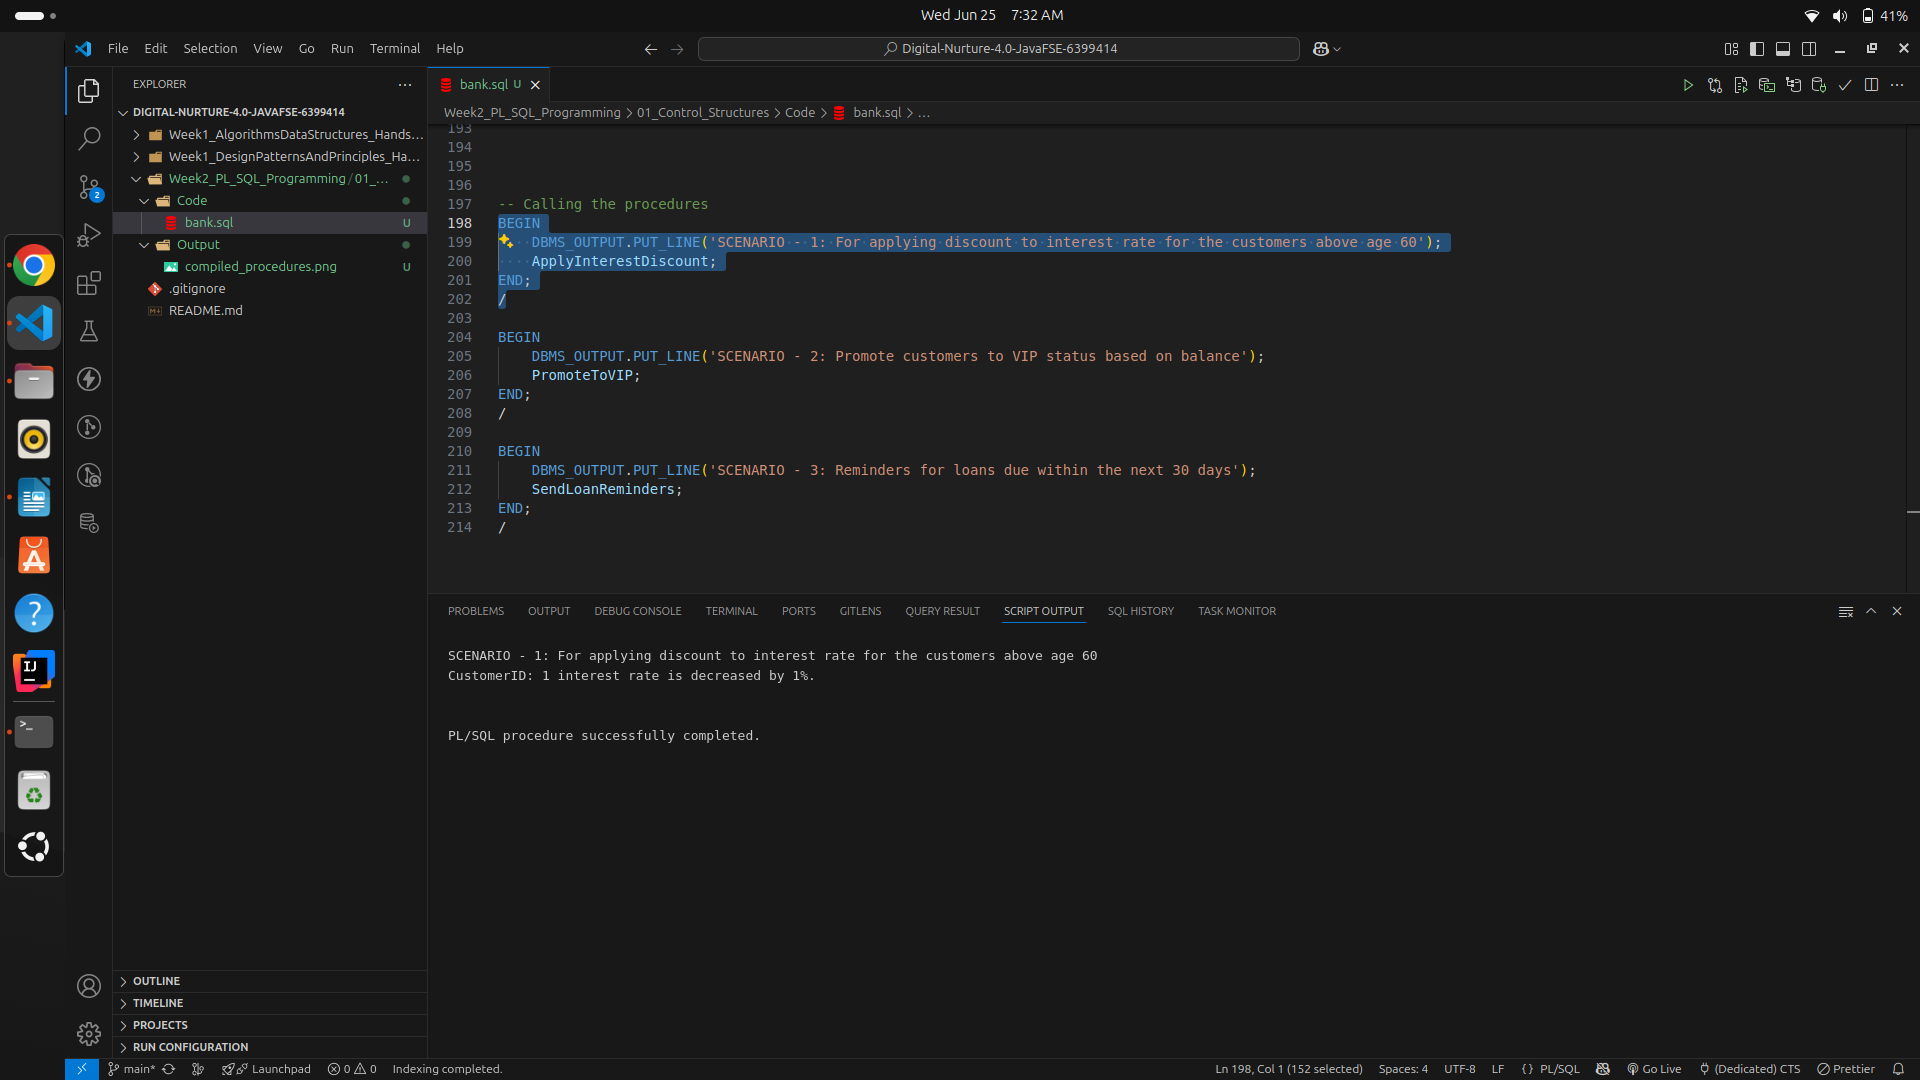 Wed Jun 25 7:32 AM
41%
File Edit Selection View Go Run Terminal Help
Digital-Nurture-4.0-JavaFSE-6399414
EXPLORER
bank.sql U
DIGITAL-NURTURE-4.0-JAVAFSE-6399414
Week1_AlgorithmsDataStructures_Hands...
Week1_DesignPatternsAndPrinciples_Ha...
Week2_PL_SQL_Programming/01_...
Code
bank.sql U
Output
compiled_procedures.png U
.gitignore
README.md
2
OUTLINE
TIMELINE
PROJECTS
RUN CONFIGURATION
Week2_PL_SQL_Programming > 01_Control_Structures > Code > bank.sql > ...
193
194
195
196
197 -- Calling the procedures
198 BEGIN
199 DBMS_OUTPUT.PUT_LINE('SCENARIO - 1: For applying discount to interest rate for the customers above age 60');
200 ApplyInterestDiscount;
201 END;
202 /
203
204 BEGIN
205 DBMS_OUTPUT.PUT_LINE('SCENARIO - 2: Promote customers to VIP status based on balance');
206 PromoteToVIP;
207 END;
208 /
209
210 BEGIN
211 DBMS_OUTPUT.PUT_LINE('SCENARIO - 3: Reminders for loans due within the next 30 days');
212 SendLoanReminders;
213 END;
214 /
PROBLEMS OUTPUT DEBUG CONSOLE TERMINAL PORTS GITLENS QUERY RESULT SCRIPT OUTPUT SQL HISTORY TASK MONITOR
SCENARIO - 1: For applying discount to interest rate for the customers above age 60
CustomerID: 1 interest rate is decreased by 1%.
PL/SQL procedure successfully completed.
main* Launchpad 0 0 Indexing completed. Ln 198, Col 1 (152 selected) Spaces: 4 UTF-8 LF {} PL/SQL Go Live (Dedicated) CTS Prettier